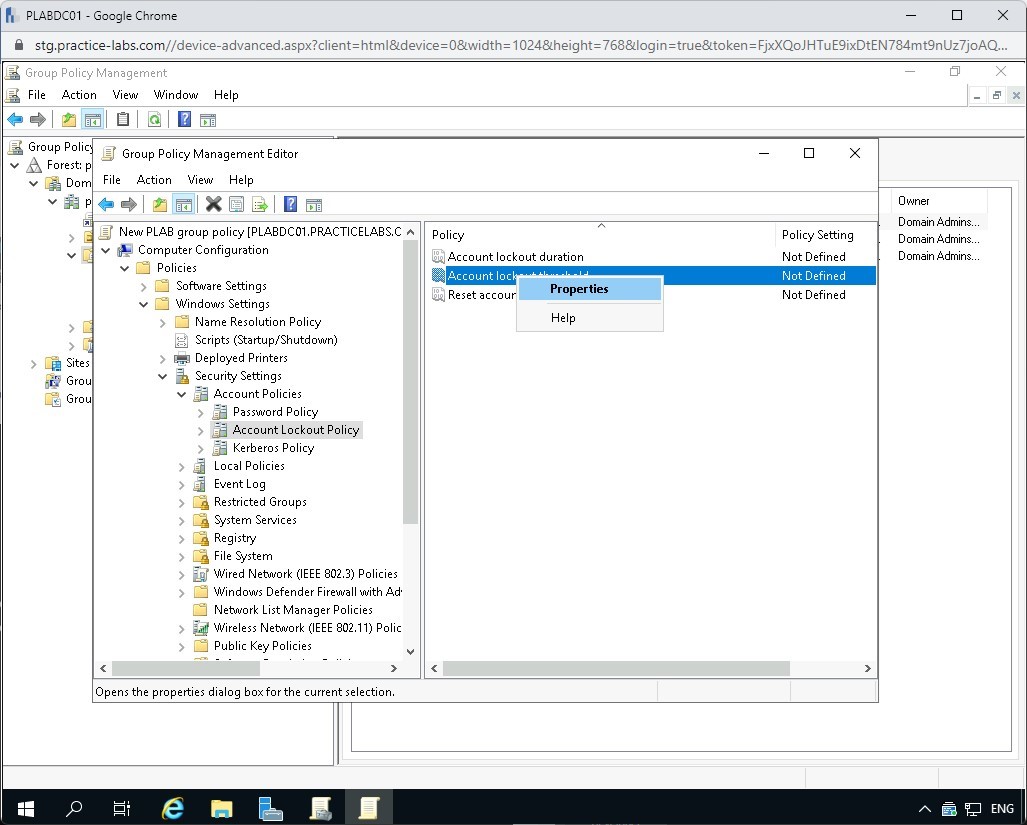 PLABDC01 - Google Chrome
stg.practice-labs.com//device-advanced.aspx?client=html&device=0&width=1024&height=768&login=true&token=FjxXQoJHTuE9ixDtEN784mt9nUz7joAQ...
Group Policy Management
File Action View Window Help
Group Policy
Forest: p
Dom
p
Sites
Grou
Grou
Owner
Domain Admins...
Domain Admins...
Domain Admins...
Group Policy Management Editor
File Action View Help
New PLAB group policy [PLABDC01.PRACTICELABS.C
Computer Configuration
Policies
Software Settings
Windows Settings
Name Resolution Policy
Scripts (Startup/Shutdown)
Deployed Printers
Security Settings
Account Policies
Password Policy
Account Lockout Policy
Kerberos Policy
Local Policies
Event Log
Restricted Groups
System Services
Registry
File System
Wired Network (IEEE 802.3) Policies
Windows Defender Firewall with Adv
Network List Manager Policies
Wireless Network (IEEE 802.11) Polic
Public Key Policies
Policy Policy Setting
Account lockout duration Not Defined
Account lockout threshold Not Defined
Reset accoun Not Defined
Properties
Help
Opens the properties dialog box for the current selection.
ENG